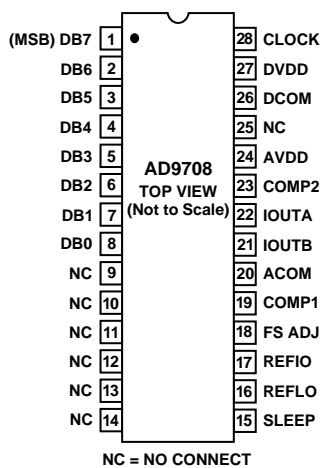 (MSB) DB7 1 28 CLOCK
DB6 2 27 DVDD
DB5 3 26 DCOM
DB4 4 25 NC
DB3 5 24 AVDD
DB2 6 23 COMP2
DB1 7 22 IOUTA
DB0 8 21 IOUTB
NC 9 20 ACOM
NC 10 19 COMP1
NC 11 18 FS ADJ
NC 12 17 REFIO
NC 13 16 REFLO
NC 14 15 SLEEP
AD9708
TOP VIEW
(Not to Scale)
NC = NO CONNECT